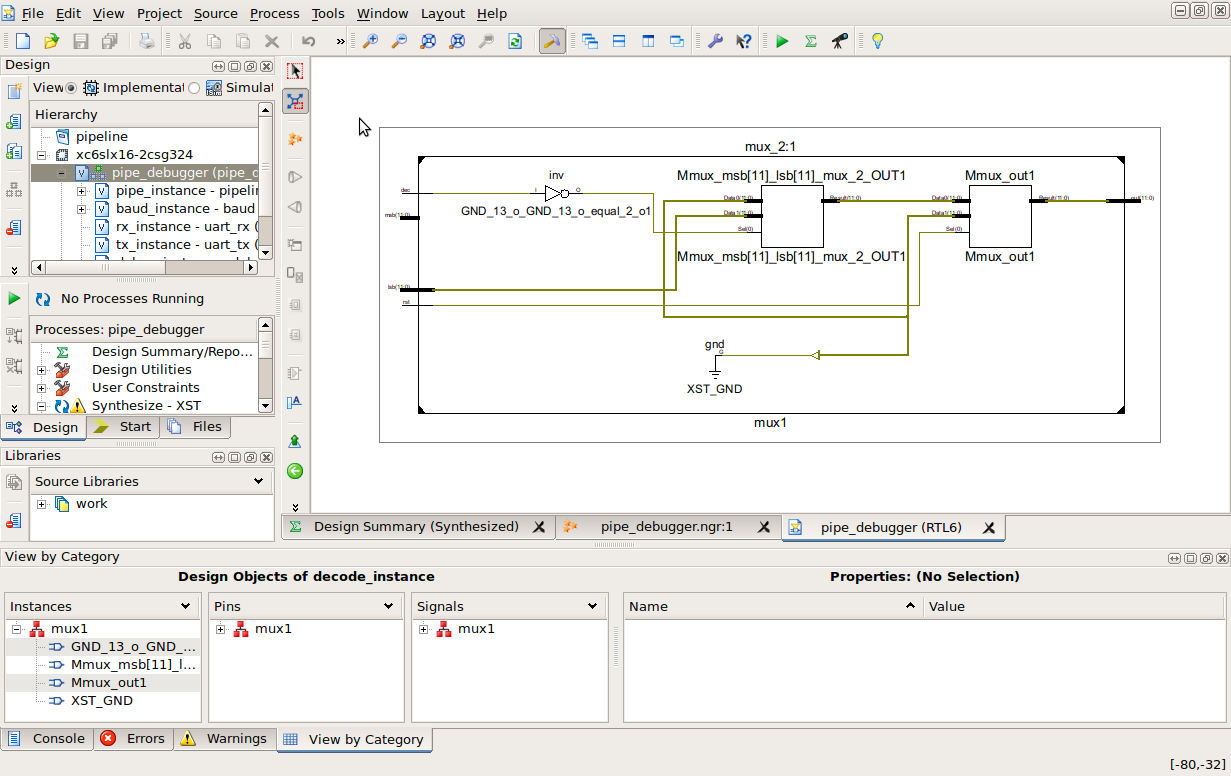 File Edit View Project Source Process Tools Window Layout Help
»
Design
View Implementat Simulat
Hierarchy
pipeline
xc6slx16-2csg324
pipe_debugger (pipe_d
pipe_instance - pipelin
baud_instance - baud
rx_instance - uart_rx (
tx_instance - uart_tx (
»
No Processes Running
Processes: pipe_debugger
Design Summary/Repo...
Design Utilities
User Constraints
Synthesize - XST
»
Design Start Files
Libraries
Source Libraries
work
»
mux_2:1
inv
Mmux_msb[11]_lsb[11]_mux_2_OUT1
Mmux_out1
dec
I
O
Data0(11:0)
Result(11:0)
Data0(11:0)
Result(11:0)
out(11:0)
msb(11:0)
GND_13_o_GND_13_o_equal_2_o1
Data1(11:0)
Data1(11:0)
Sel(0)
Sel(0)
Mmux_msb[11]_lsb[11]_mux_2_OUT1
Mmux_out1
lsb(11:0)
rst
gnd
G
XST_GND
mux1
Design Summary (Synthesized) pipe_debugger.ngr:1 pipe_debugger (RTL6)
View by Category
Design Objects of decode_instance
Properties: (No Selection)
Instances Pins Signals Name Value
mux1 mux1 mux1
GND_13_o_GND_...
Mmux_msb[11]_l...
Mmux_out1
XST_GND
Console Errors Warnings View by Category
[-80,-32]